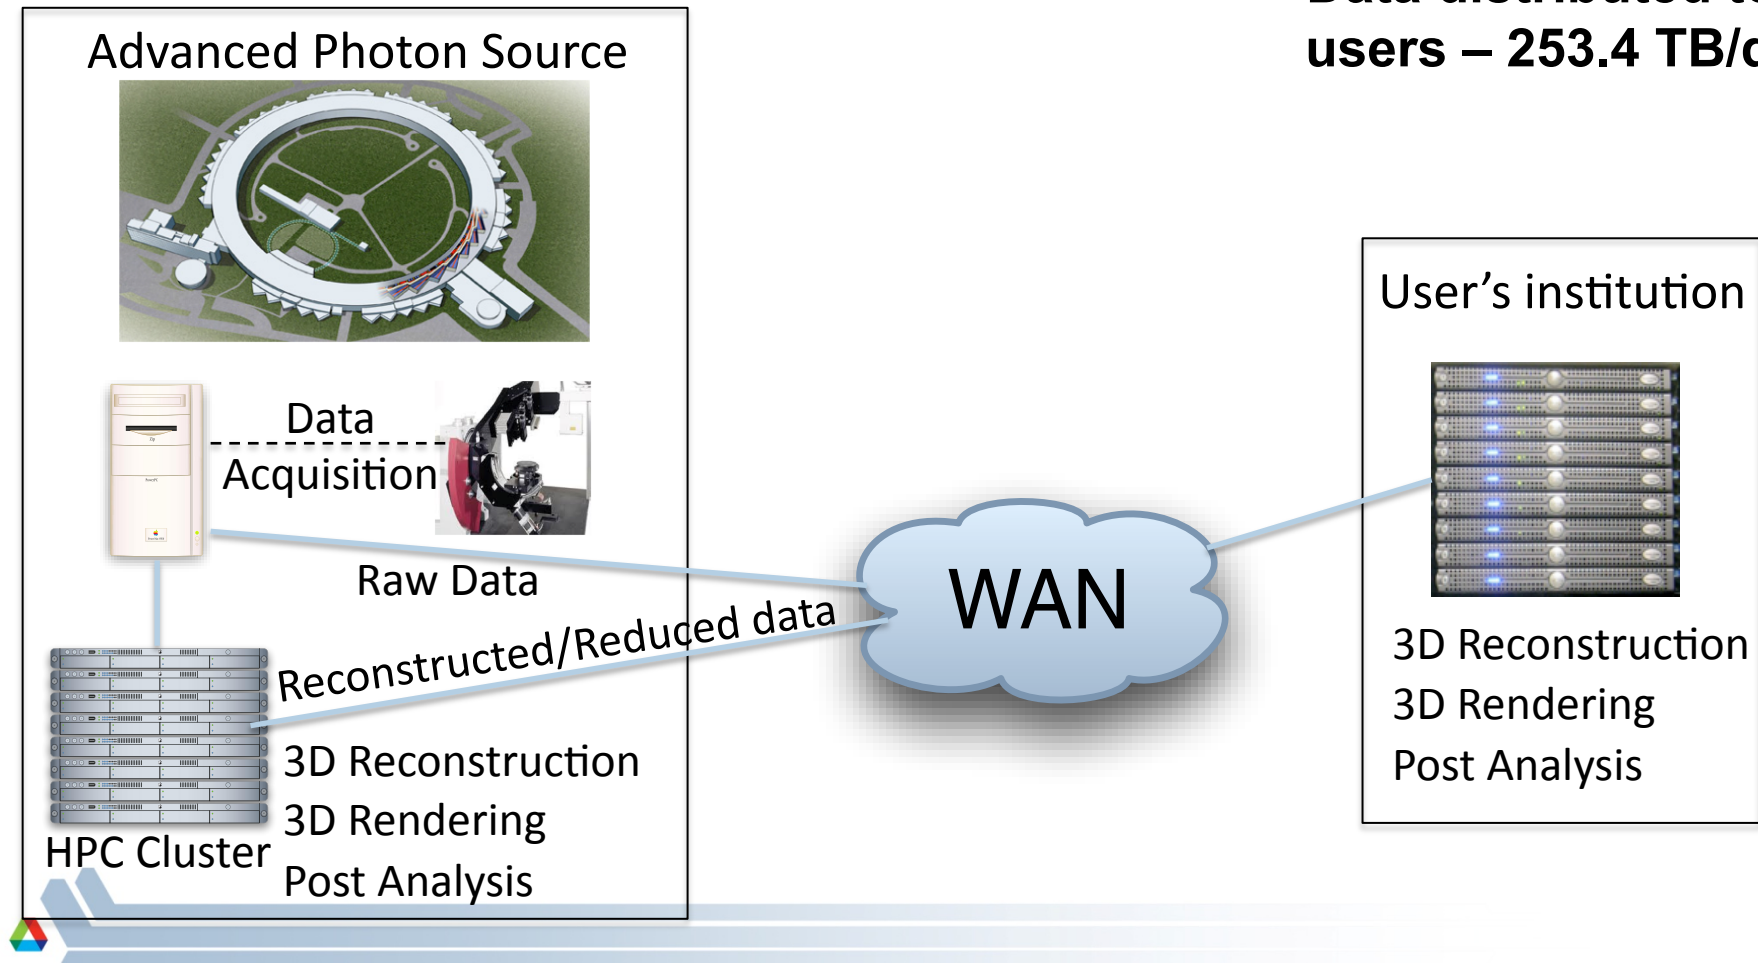 Advanced Photon Source
users – 253.4 TB/
User's institution
Data
Acquisition
Raw Data
WAN
Reconstructed/Reduced data
3D Reconstruction
3D Rendering
Post Analysis
3D Reconstruction
3D Rendering
HPC Cluster
Post Analysis